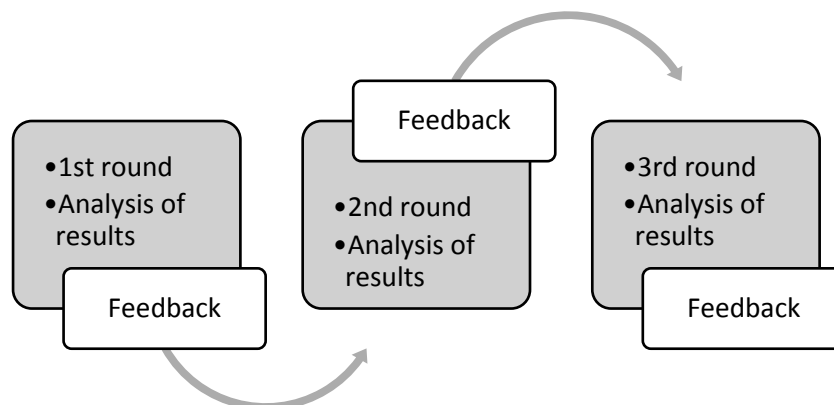 •1st round
•Analysis of
results
Feedback
Feedback
•2nd round
•Analysis of
results
•3rd round
•Analysis of
results
Feedback